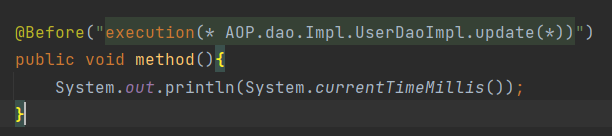 @Before("execution(* AOP.dao.Impl.UserDaoImpl.update(*))")
public void method(){
    System.out.println(System.currentTimeMillis());
}